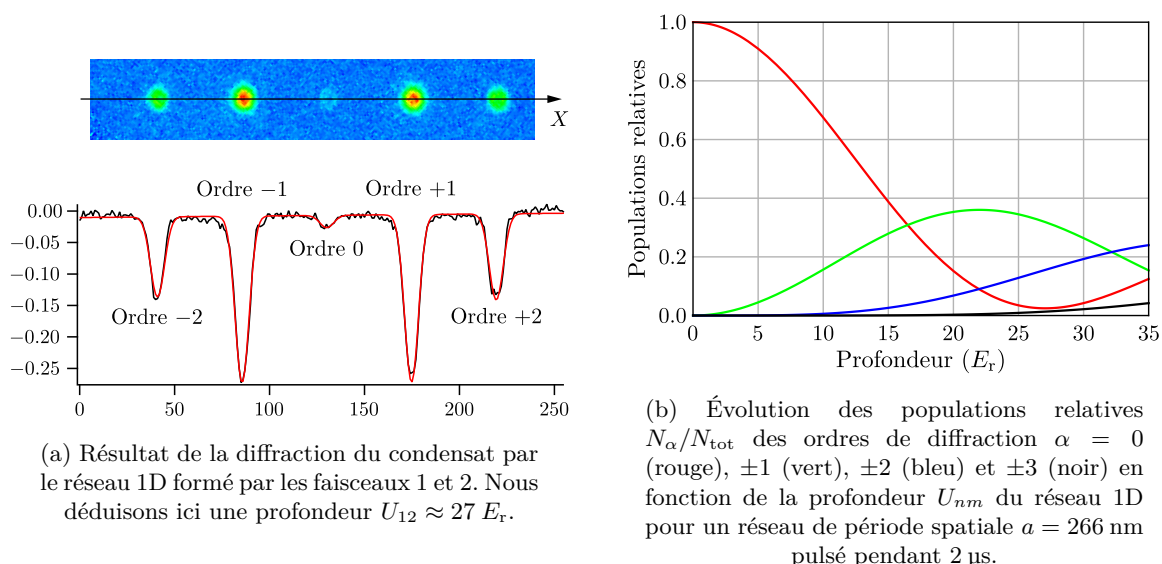 X
Ordre −1
Ordre +1
0.00
−0.05
−0.10
−0.15
−0.20
−0.25
Ordre 0
Ordre −2
Ordre +2
0 50 100 150 200 250
(a) Résultat de la diffraction du condensat par
le réseau 1D formé par les faisceaux 1 et 2. Nous
déduisons ici une profondeur U₁₂ ≈ 27 Eᵣ.
Populations relatives
1.0
0.8
0.6
0.4
0.2
0.0
0 5 10 15 20 25 30 35
Profondeur (Eᵣ)
(b) Évolution des populations relatives
N_α/N_tot des ordres de diffraction α = 0
(rouge), ±1 (vert), ±2 (bleu) et ±3 (noir) en
fonction de la profondeur U_nm du réseau 1D
pour un réseau de période spatiale a = 266 nm
pulsé pendant 2 µs.